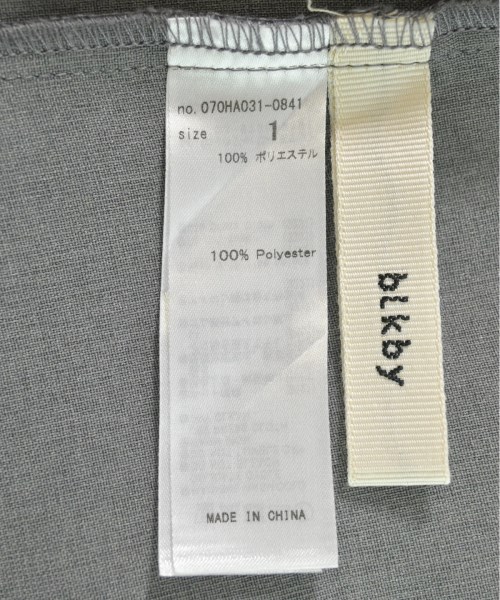 no. 070HA031-0841
size 1
100% ポリエステル
100% Polyester
MADE IN CHINA
blkby